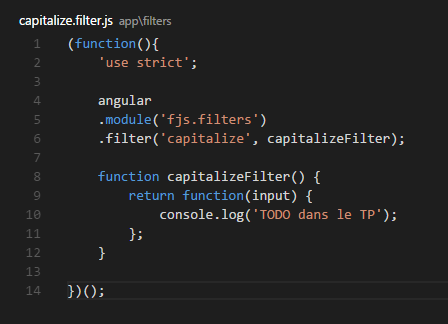 capitalize.filter.js app\filters
1 (function(){
2     'use strict';
3
4     angular
5     .module('fjs.filters')
6     .filter('capitalize', capitalizeFilter);
7
8     function capitalizeFilter() {
9         return function(input) {
10             console.log('TODO dans le TP');
11         };
12     }
13
14 })();